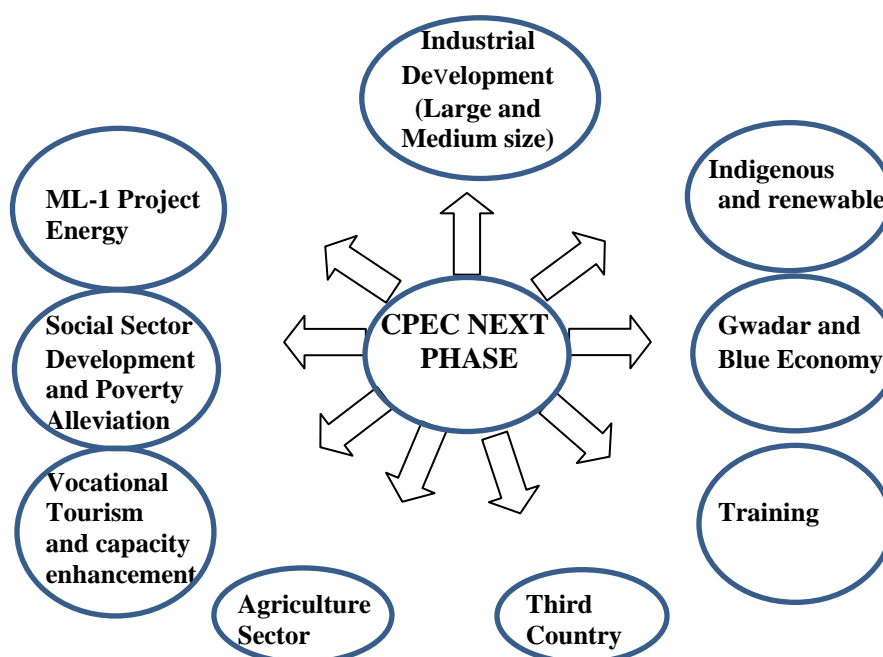 Industrial
Development
(Large and
Medium size)
ML-1 Project
Energy
Indigenous
and renewable
CPEC NEXT
PHASE
Social Sector
Development
and Poverty
Alleviation
Gwadar and
Blue Economy
Vocational
Tourism
and capacity
enhancement
Training
Agriculture
Sector
Third
Country